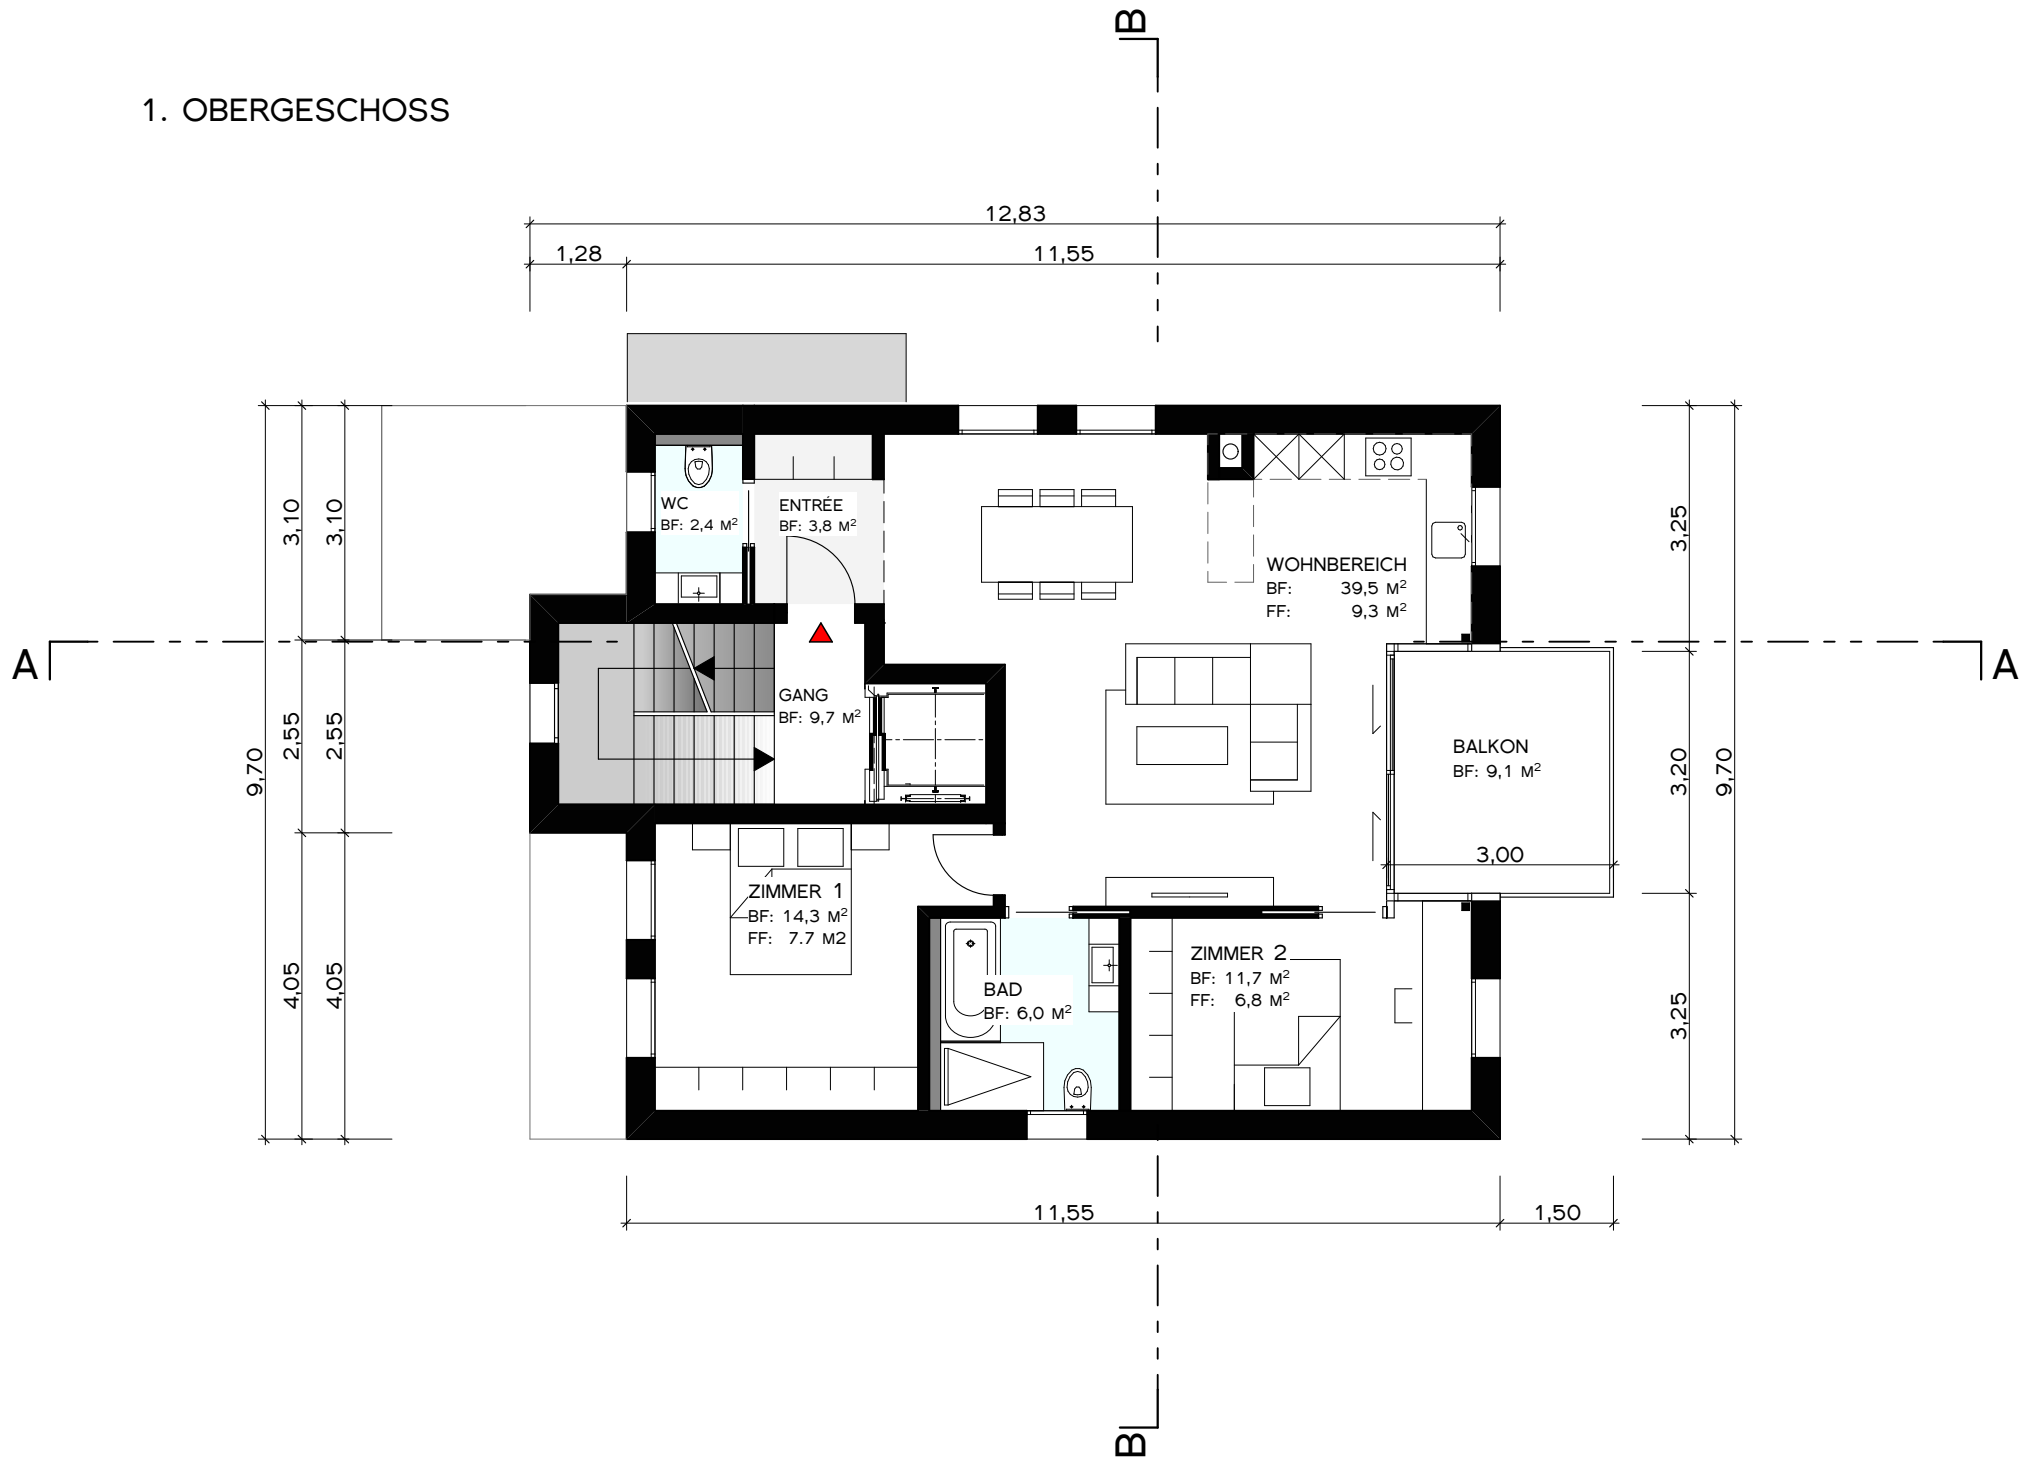 B
1. OBERGESCHOSS
12,83
1,28
11,55
WC
BF: 2,4 M²
ENTRÉE
BF: 3,8 M²
WOHNBEREICH
BF: 39,5 M²
FF: 9,3 M²
3,10
3,10
3,25
A
A
GANG
BF: 9,7 M²
9,70
2,55
2,55
BALKON
BF: 9,1 M²
3,20
9,70
3,00
ZIMMER 1
BF: 14,3 M²
FF: 7.7 M2
ZIMMER 2
BF: 11,7 M²
FF: 6,8 M²
BAD
BF: 6,0 M²
4,05
4,05
3,25
11,55
1,50
B